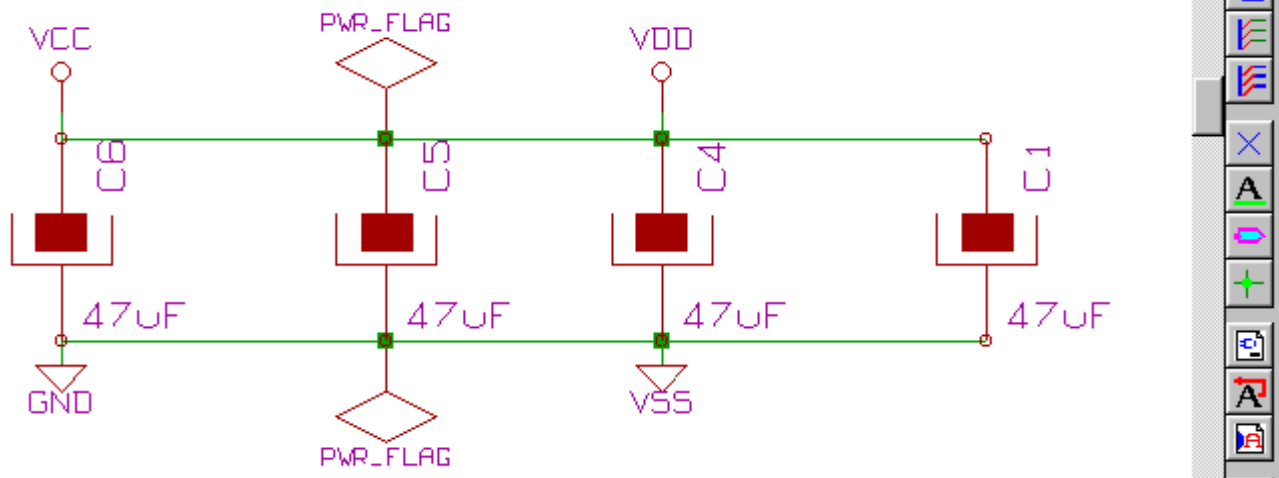 PWR_FLAG
VCC
VDD
C6
C5
C4
C1
47uF
47uF
47uF
47uF
GND
VSS
PWR_FLAG